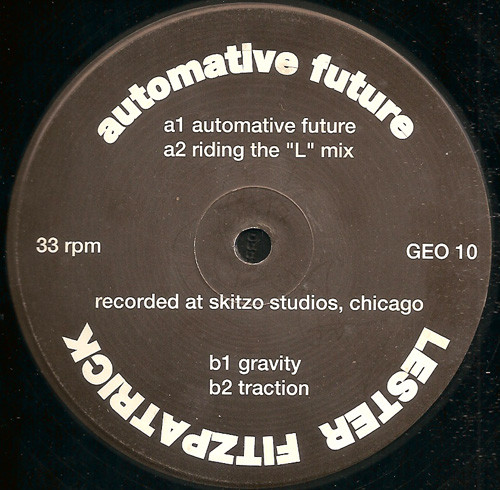 automative future
a1 automative future
a2 riding the "L" mix
33 rpm
GEO 10
recorded at skitzo studios, chicago
b1 gravity
b2 traction
LESTER FITZPATRICK